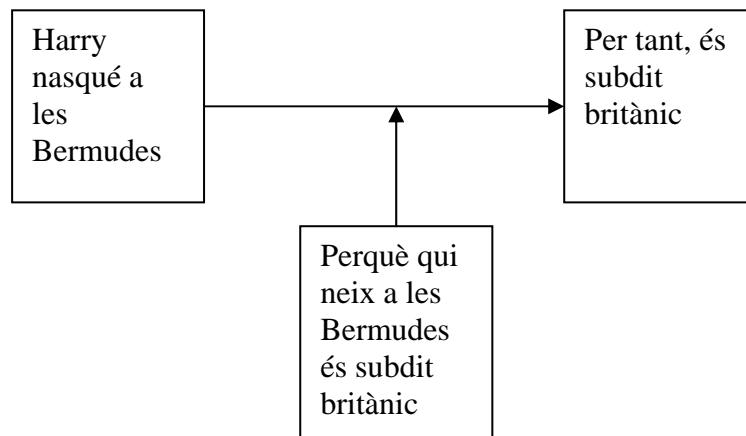 Harry
nasqué a
les
Bermudes
Per tant, és
subdit
britànic
Perquè qui
neix a les
Bermudes
és subdit
britànic